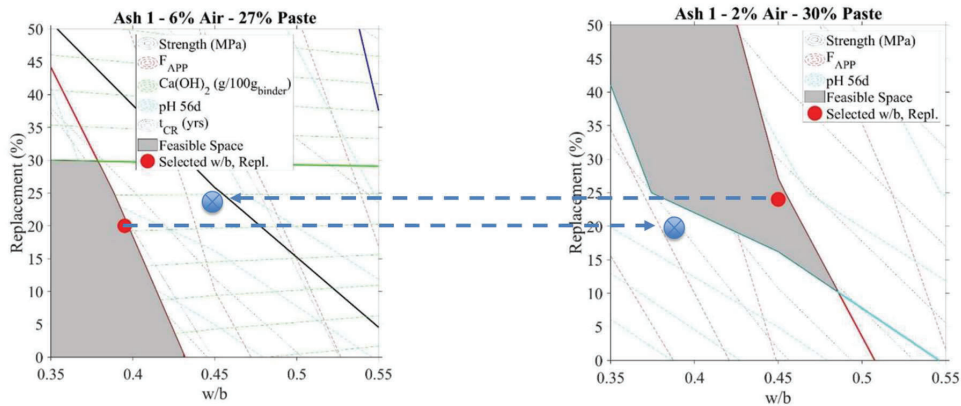 Ash 1 - 6% Air - 27% Paste
Strength (MPa)
F_APP
Ca(OH)₂ (g/100g_binder)
pH 56d
t_CR (yrs)
Feasible Space
Selected w/b, Repl.
Replacement (%)
50
45
40
35
30
25
20
15
10
5
0
0.35
0.4
0.45
0.5
0.55
w/b
Ash 1 - 2% Air - 30% Paste
Strength (MPa)
F_APP
pH 56d
Feasible Space
Selected w/b, Repl.
Replacement (%)
50
45
40
35
30
25
20
15
10
5
0
0.35
0.4
0.45
0.5
0.55
w/b